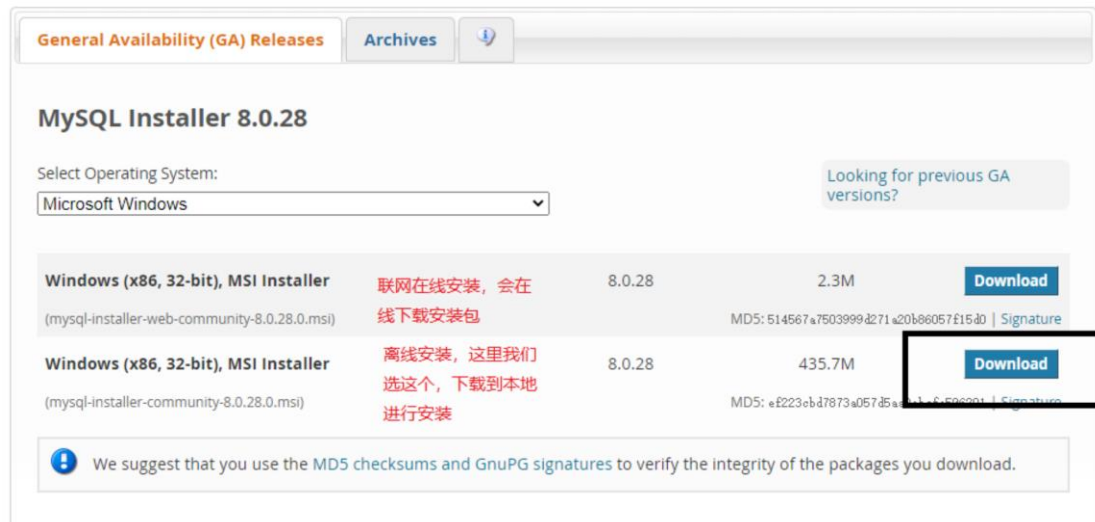 General Availability (GA) Releases
Archives
MySQL Installer 8.0.28
Select Operating System:
Looking for previous GA
versions?
Microsoft Windows
Windows (x86, 32-bit), MSI Installer
联网在线安装，会在
线下载安装包
8.0.28
2.3M
Download
(mysql-installer-web-community-8.0.28.0.msi)
MD5: 514567a7503999d271a20b86057f15d0 | Signature
Windows (x86, 32-bit), MSI Installer
离线安装，这里我们
选这个，下载到本地
进行安装
8.0.28
435.7M
Download
(mysql-installer-community-8.0.28.0.msi)
MD5: | Signature
We suggest that you use the MD5 checksums and GnuPG signatures to verify the integrity of the packages you download.